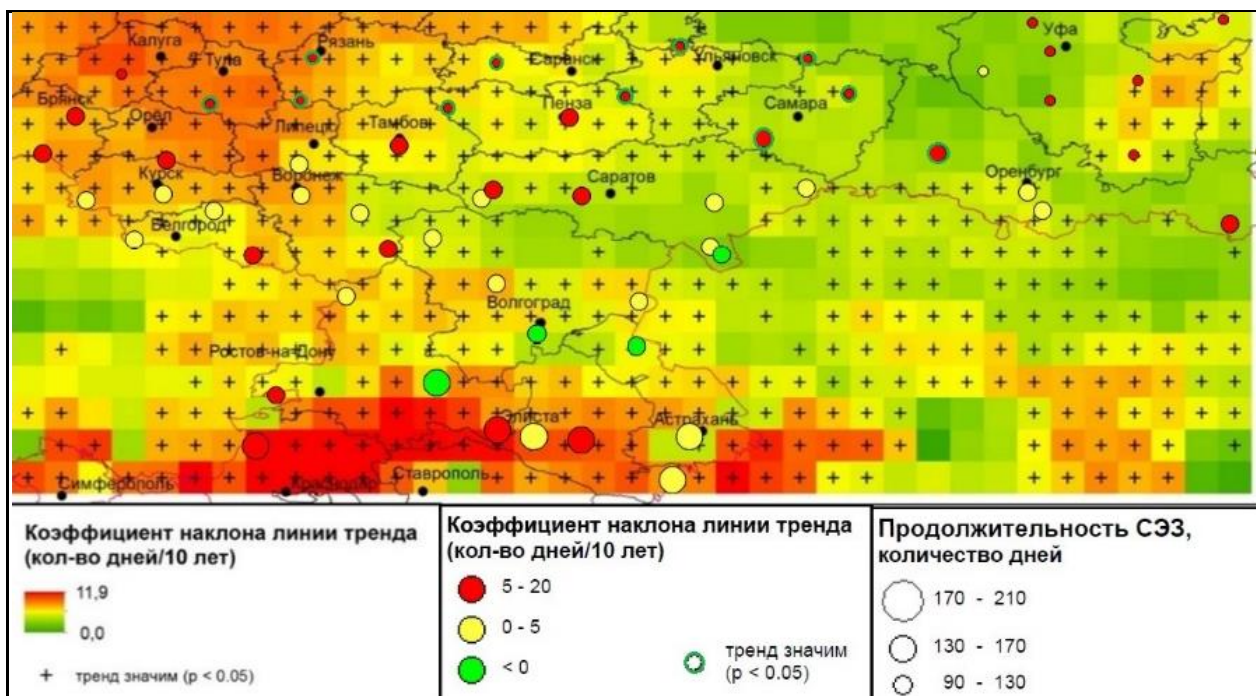 Калуга
Рязань
Тула
Саранск
Ульяновск
Уфа
Брянск
Орёл
Липецк
Тамбов
Пенза
Самара
Курск
Воронеж
Саратов
Оренбург
Белгород
Волгоград
Ростов-на-Дону
Элиста
Астрахань
Симферополь
Краснодар
Ставрополь
Коэффициент наклона линии тренда
(кол-во дней/10 лет)
11,9
0,0
+ тренд значим (p < 0.05)
Коэффициент наклона линии тренда
(кол-во дней/10 лет)
5 - 20
0 - 5
< 0
тренд значим
(p < 0.05)
Продолжительность СЭЗ,
количество дней
170 - 210
130 - 170
90 - 130